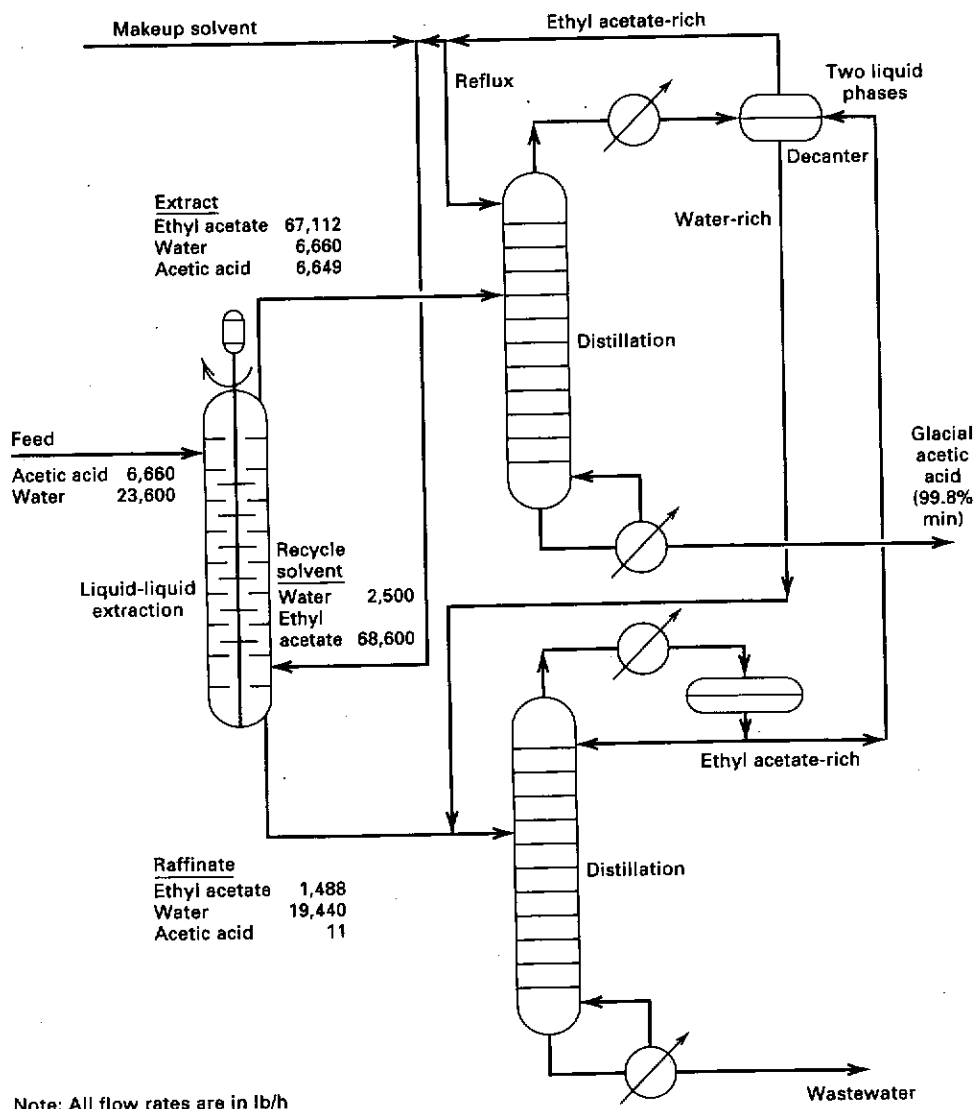 Ethyl acetate-rich
Makeup solvent
Reflux
Two liquid
phases
Decanter
Extract
Ethyl acetate 67,112
Water 6,660
Acetic acid 6,649
Water-rich
Distillation
Feed
Acetic acid 6,660
Water 23,600
Glacial
acetic
acid
(99.8%
min)
Recycle
solvent
Water 2,500
Ethyl
acetate 68,600
Liquid-liquid
extraction
Ethyl acetate-rich
Raffinate
Ethyl acetate 1,488
Water 19,440
Acetic acid 11
Distillation
Wastewater
Note: All flow rates are in lb/h